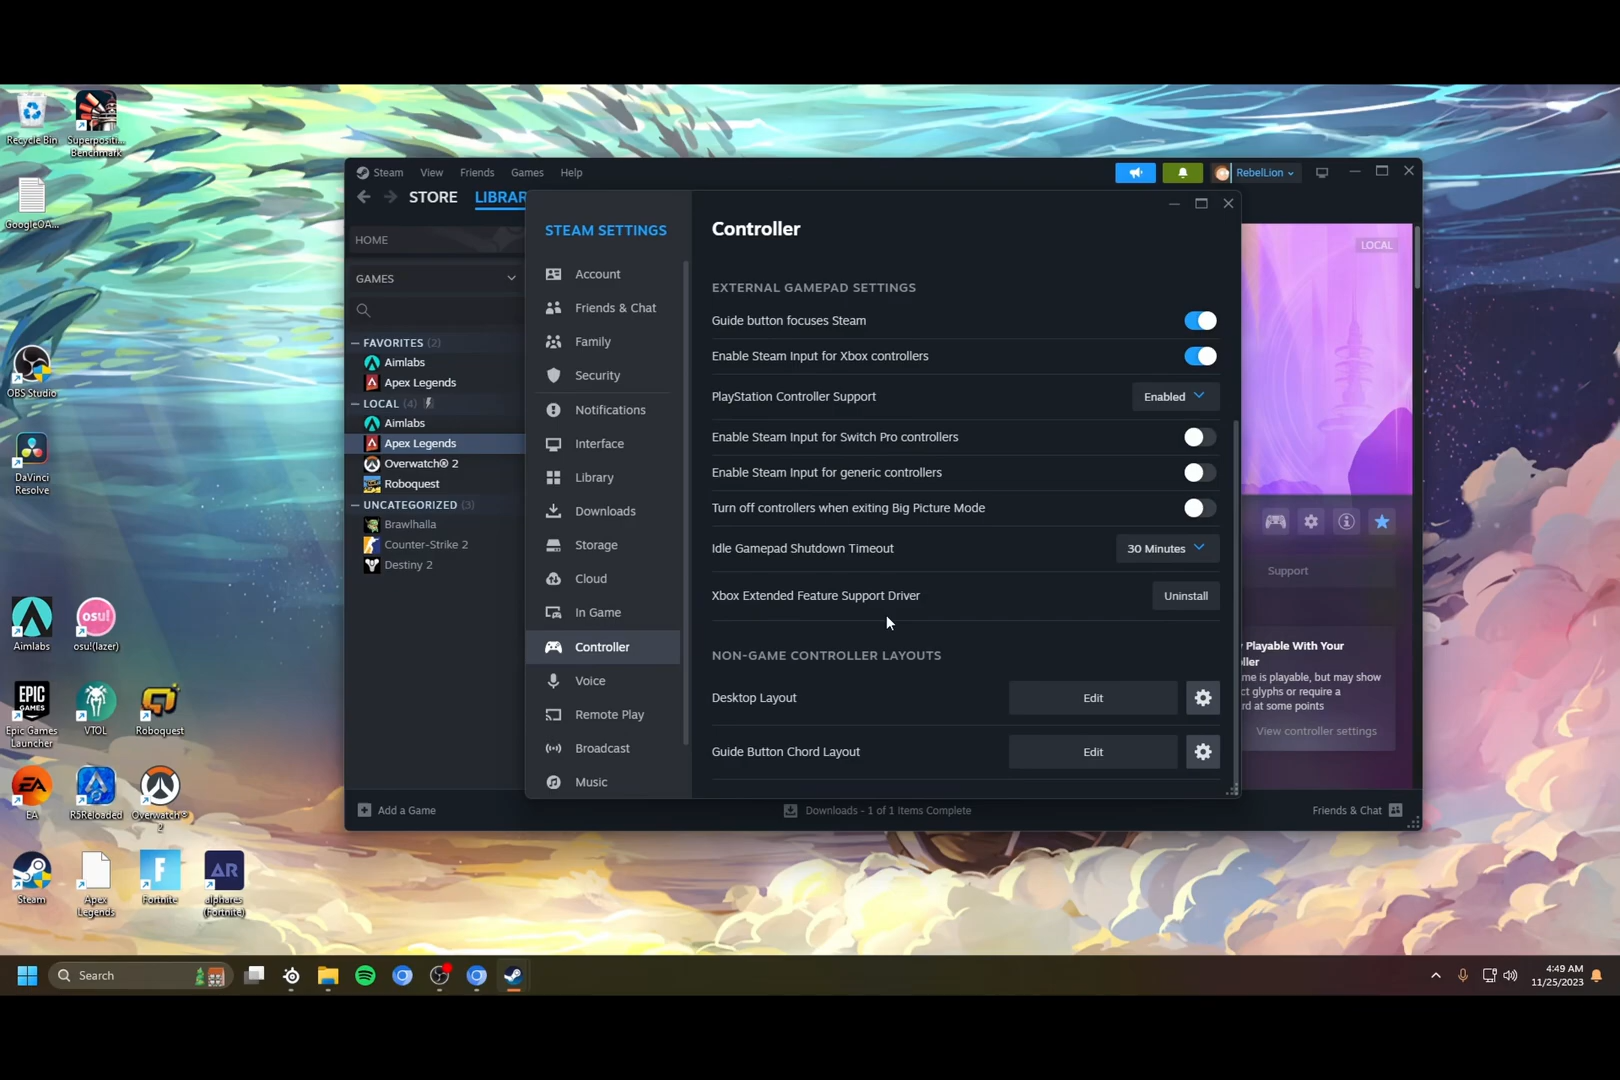 Recycle Bin
Superpositi...
Benchmark
GoogleOA...
OBS Studio
DaVinci
Resolve
Aimlabs
osu!(lazer)
Epic Games
Launcher
VTOL
Roboquest
EA
R5Reloaded
Overwatch®
2
Steam
Apex
Legends
Fortnite
alphares
(Fortnite)
EPIC
GAMES
EA
osu!
F
AR
Steam View Friends Games Help
RebelLion
STORE LIBRAR
HOME
GAMES
FAVORITES (2)
Aimlabs
Apex Legends
LOCAL (4)
Aimlabs
Apex Legends
Overwatch® 2
Roboquest
UNCATEGORIZED (3)
Brawlhalla
Counter-Strike 2
Destiny 2
Add a Game
Downloads - 1 of 1 Items Complete
Friends & Chat
STEAM SETTINGS
Account
Friends & Chat
Family
Security
Notifications
Interface
Library
Downloads
Storage
Cloud
In Game
Controller
Voice
Remote Play
Broadcast
Music
Controller
EXTERNAL GAMEPAD SETTINGS
Guide button focuses Steam
Enable Steam Input for Xbox controllers
PlayStation Controller Support Enabled
Enable Steam Input for Switch Pro controllers
Enable Steam Input for generic controllers
Turn off controllers when exiting Big Picture Mode
Idle Gamepad Shutdown Timeout 30 Minutes
Xbox Extended Feature Support Driver Uninstall
NON-GAME CONTROLLER LAYOUTS
Desktop Layout Edit
Guide Button Chord Layout Edit
LOCAL
Support
y Playable With Your
ller
me is playable, but may show
ct glyphs or require a
rd at some points
View controller settings
Search
4:49 AM
11/25/2023